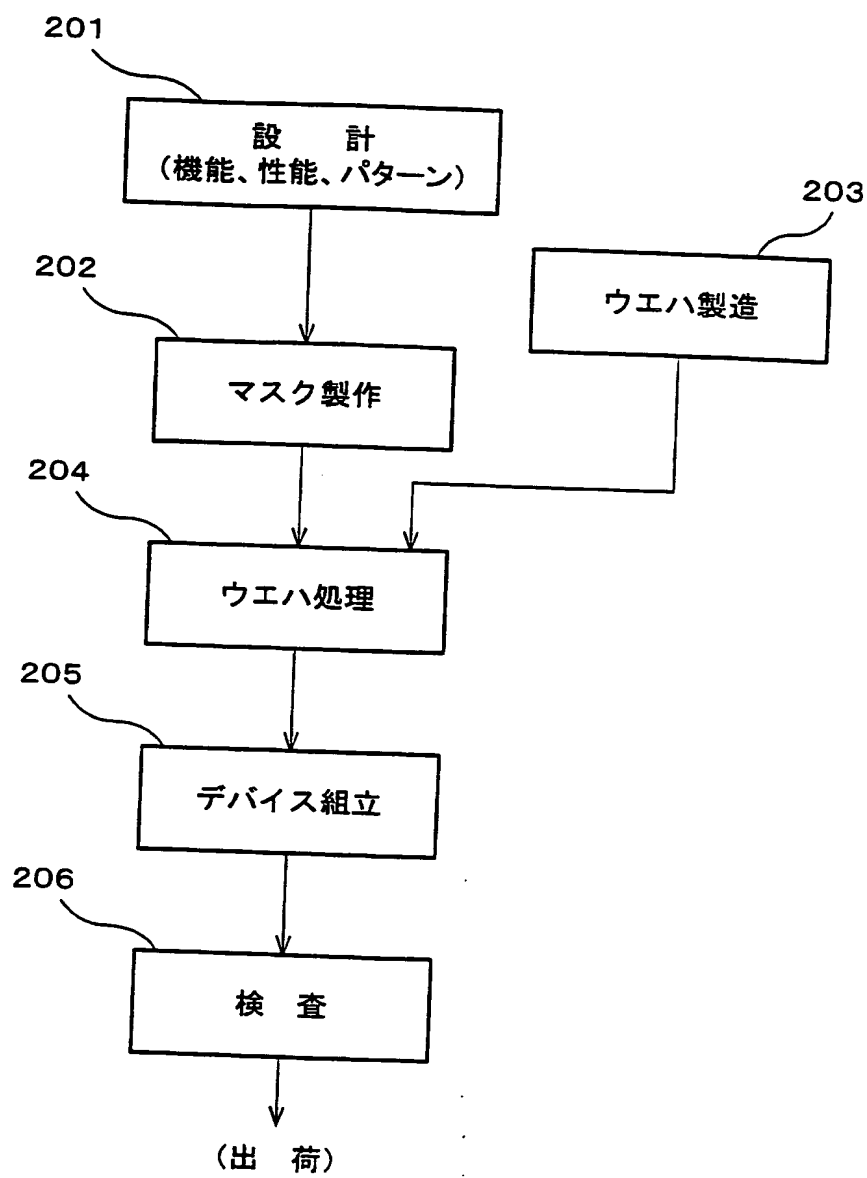 201
設 計
(機能、性能、パターン)
203
ウエハ製造
202
マスク製作
204
ウエハ処理
205
デバイス組立
206
検 査
(出 荷)